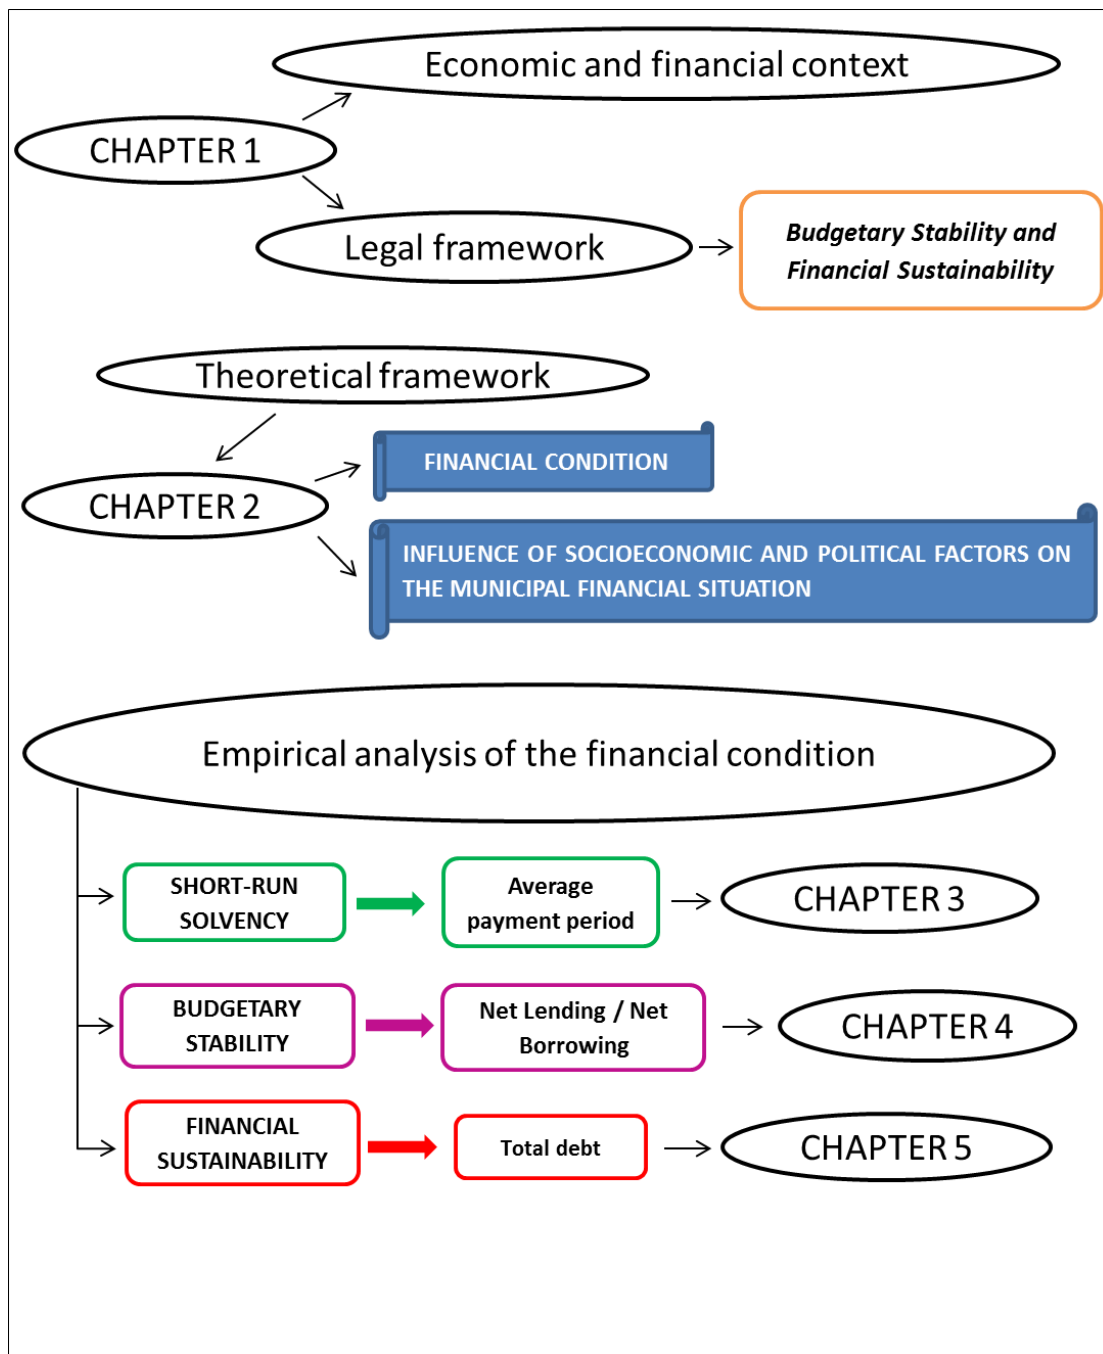 Economic and financial context
CHAPTER 1
Legal framework
Budgetary Stability and
Financial Sustainability
Theoretical framework
FINANCIAL CONDITION
CHAPTER 2
INFLUENCE OF SOCIOECONOMIC AND POLITICAL FACTORS ON
THE MUNICIPAL FINANCIAL SITUATION
Empirical analysis of the financial condition
SHORT-RUN
SOLVENCY
Average
payment period
CHAPTER 3
BUDGETARY
STABILITY
Net Lending / Net
Borrowing
CHAPTER 4
FINANCIAL
SUSTAINABILITY
Total debt
CHAPTER 5